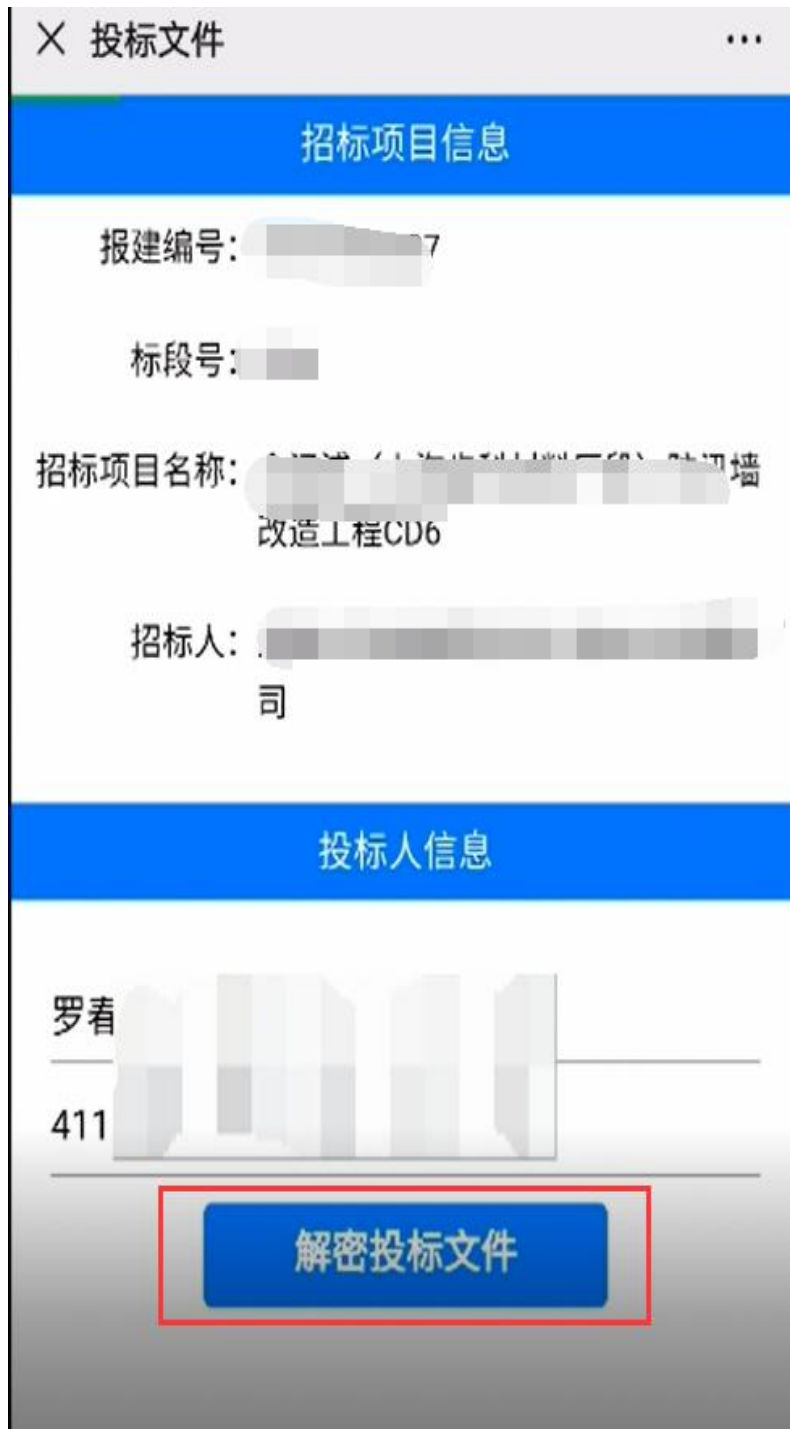 投标文件
招标项目信息
报建编号：
7
标段号：
招标项目名称：
墙
改造工程CD6
招标人：
司
投标人信息
罗春
411
解密投标文件